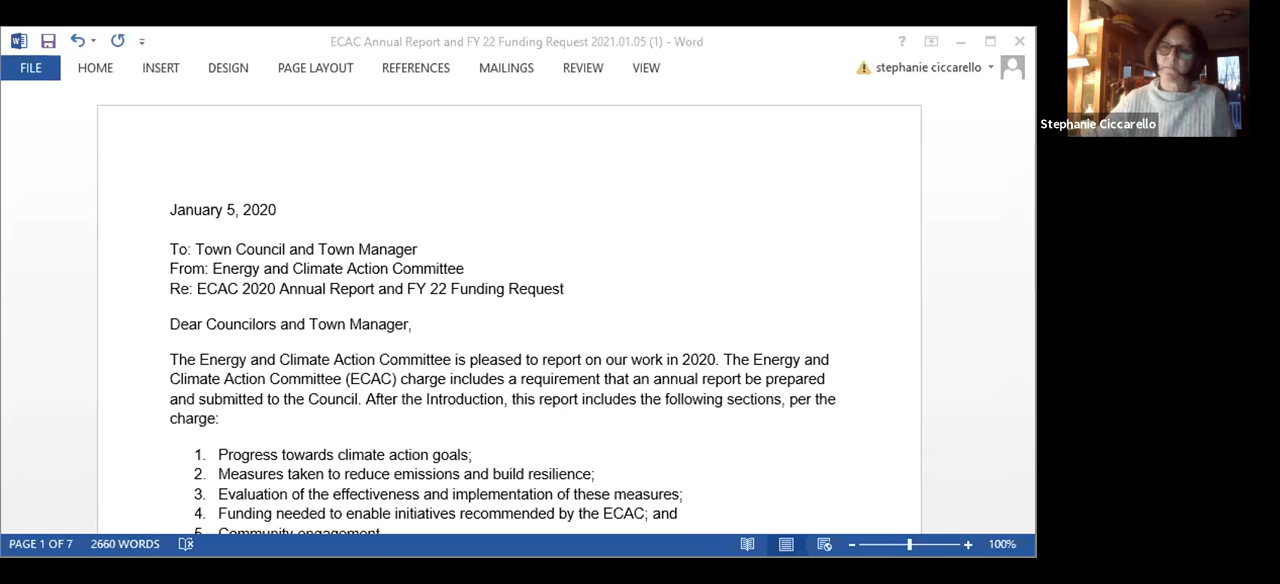 ECAC Annual Report and FY 22 Funding Request 2021.01.05 (1) - Word
FILE HOME INSERT DESIGN PAGE LAYOUT REFERENCES MAILINGS REVIEW VIEW stephanie ciccarello
Stephanie Ciccarello
January 5, 2020
To: Town Council and Town Manager
From: Energy and Climate Action Committee
Re: ECAC 2020 Annual Report and FY 22 Funding Request
Dear Councilors and Town Manager,
The Energy and Climate Action Committee is pleased to report on our work in 2020. The Energy and
Climate Action Committee (ECAC) charge includes a requirement that an annual report be prepared
and submitted to the Council. After the Introduction, this report includes the following sections, per the
charge:
1. Progress towards climate action goals;
2. Measures taken to reduce emissions and build resilience;
3. Evaluation of the effectiveness and implementation of these measures;
4. Funding needed to enable initiatives recommended by the ECAC; and
5. Community engagement
PAGE 1 OF 7 2660 WORDS 100%